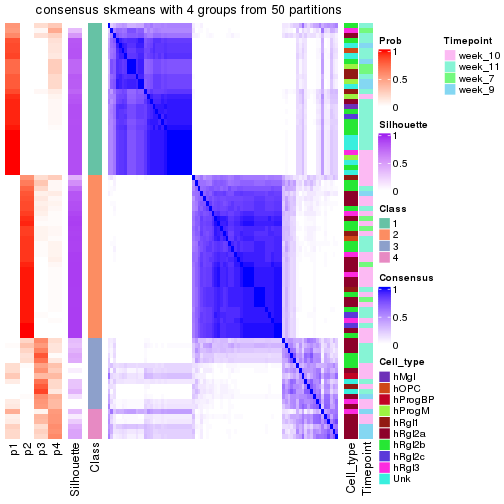 consensus skmeans with 4 groups from 50 partitions
Prob
1
0.5
0
Silhouette
1
0.5
0
Class
1
2
3
4
Consensus
1
0.5
0
Cell_type
hMgl
hOPC
hProgBP
hProgM
hRgl1
hRgl2a
hRgl2b
hRgl2c
hRgl3
Unk
Timepoint
week_10
week_11
week_7
week_9
p1
p2
p3
p4
Silhouette
Class
Cell_type
Timepoint